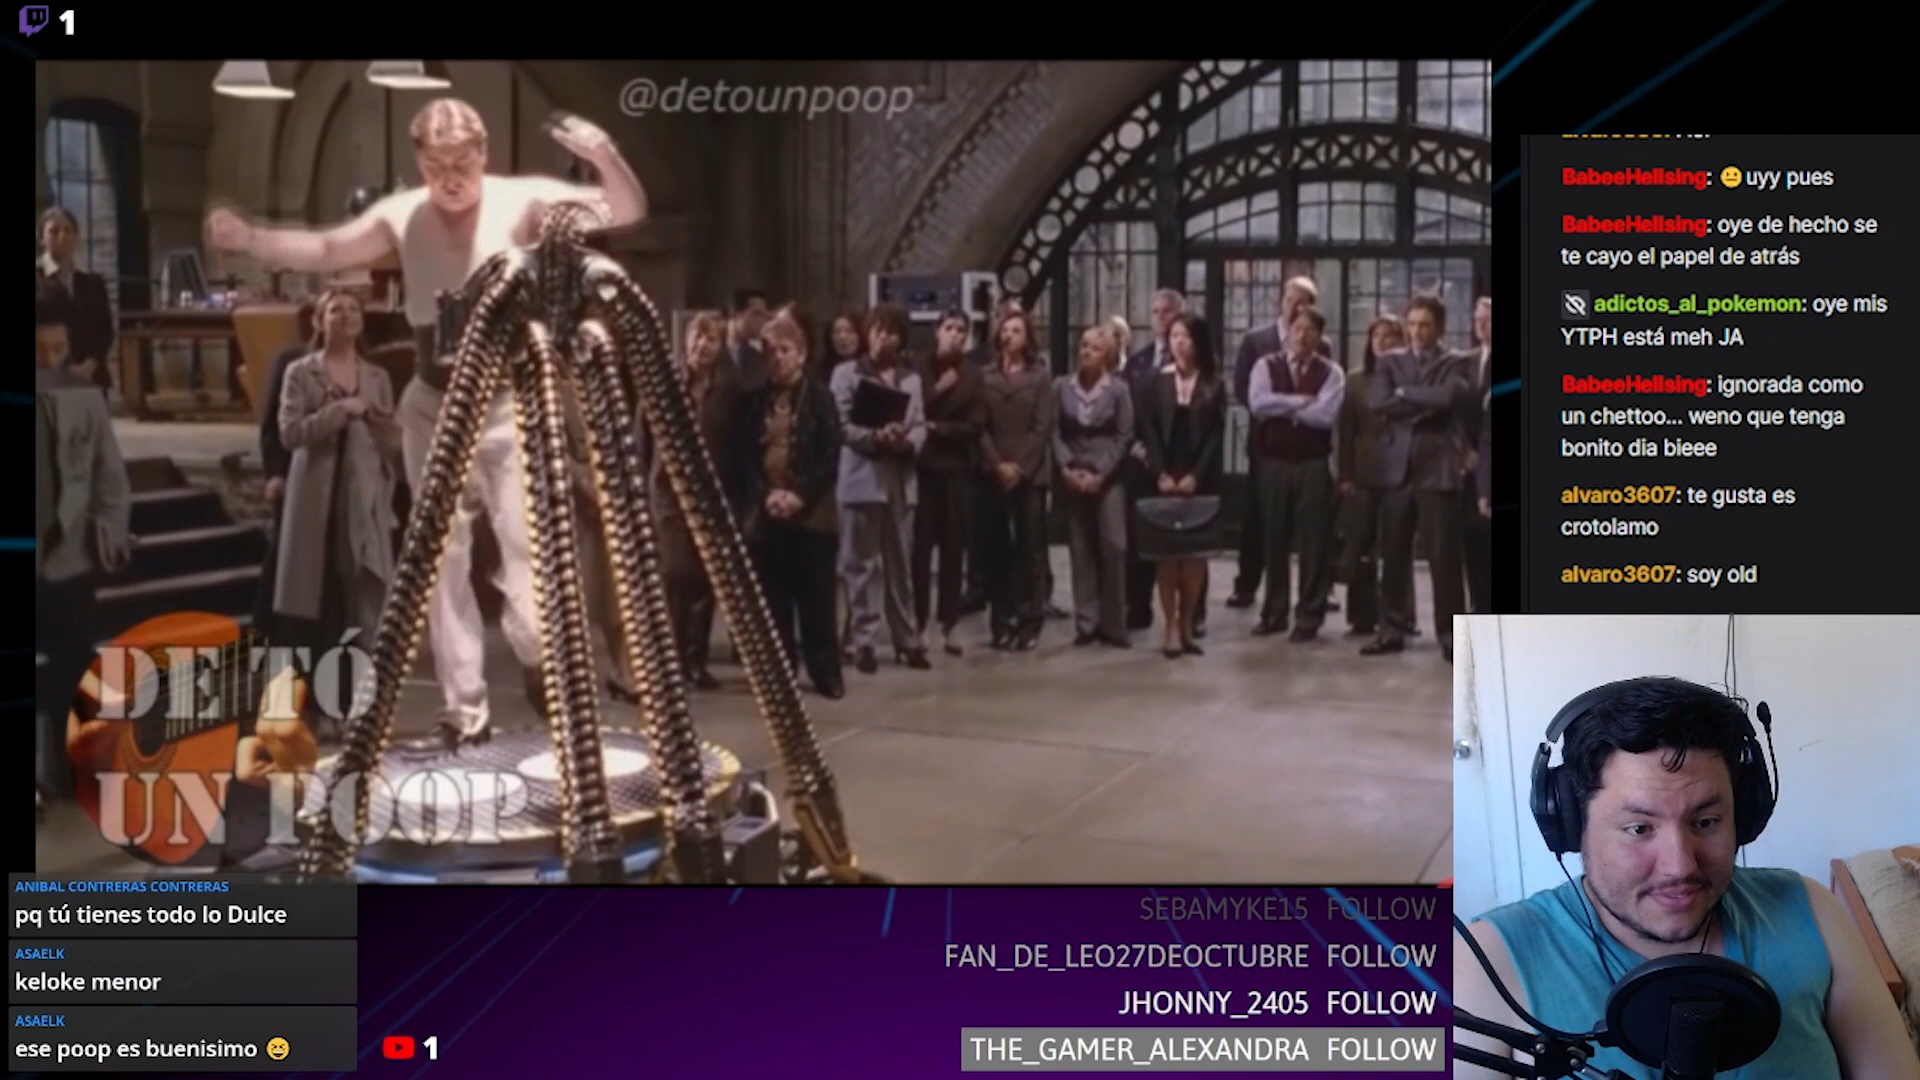 1
@detounpoop
BabeeHellsing: 😐uyy pues
BabeeHellsing: oye de hecho se
te cayo el papel de atrás
adictos_al_pokemon: oye mis
YTPH está meh JA
BabeeHellsing: ignorada como
un chettoo... weno que tenga
bonito dia bieee
alvaro3607: te gusta es
crotolamo
alvaro3607: soy old
DE TÓ
UN POOP
ANIBAL CONTRERAS CONTRERAS
pq tú tienes todo lo Dulce
ASAELK
keloke menor
ASAELK
ese poop es buenisimo 😆
1
SEBAMYKE15 FOLLOW
FAN_DE_LEO27DEOCTUBRE FOLLOW
JHONNY_2405 FOLLOW
THE_GAMER_ALEXANDRA FOLLOW